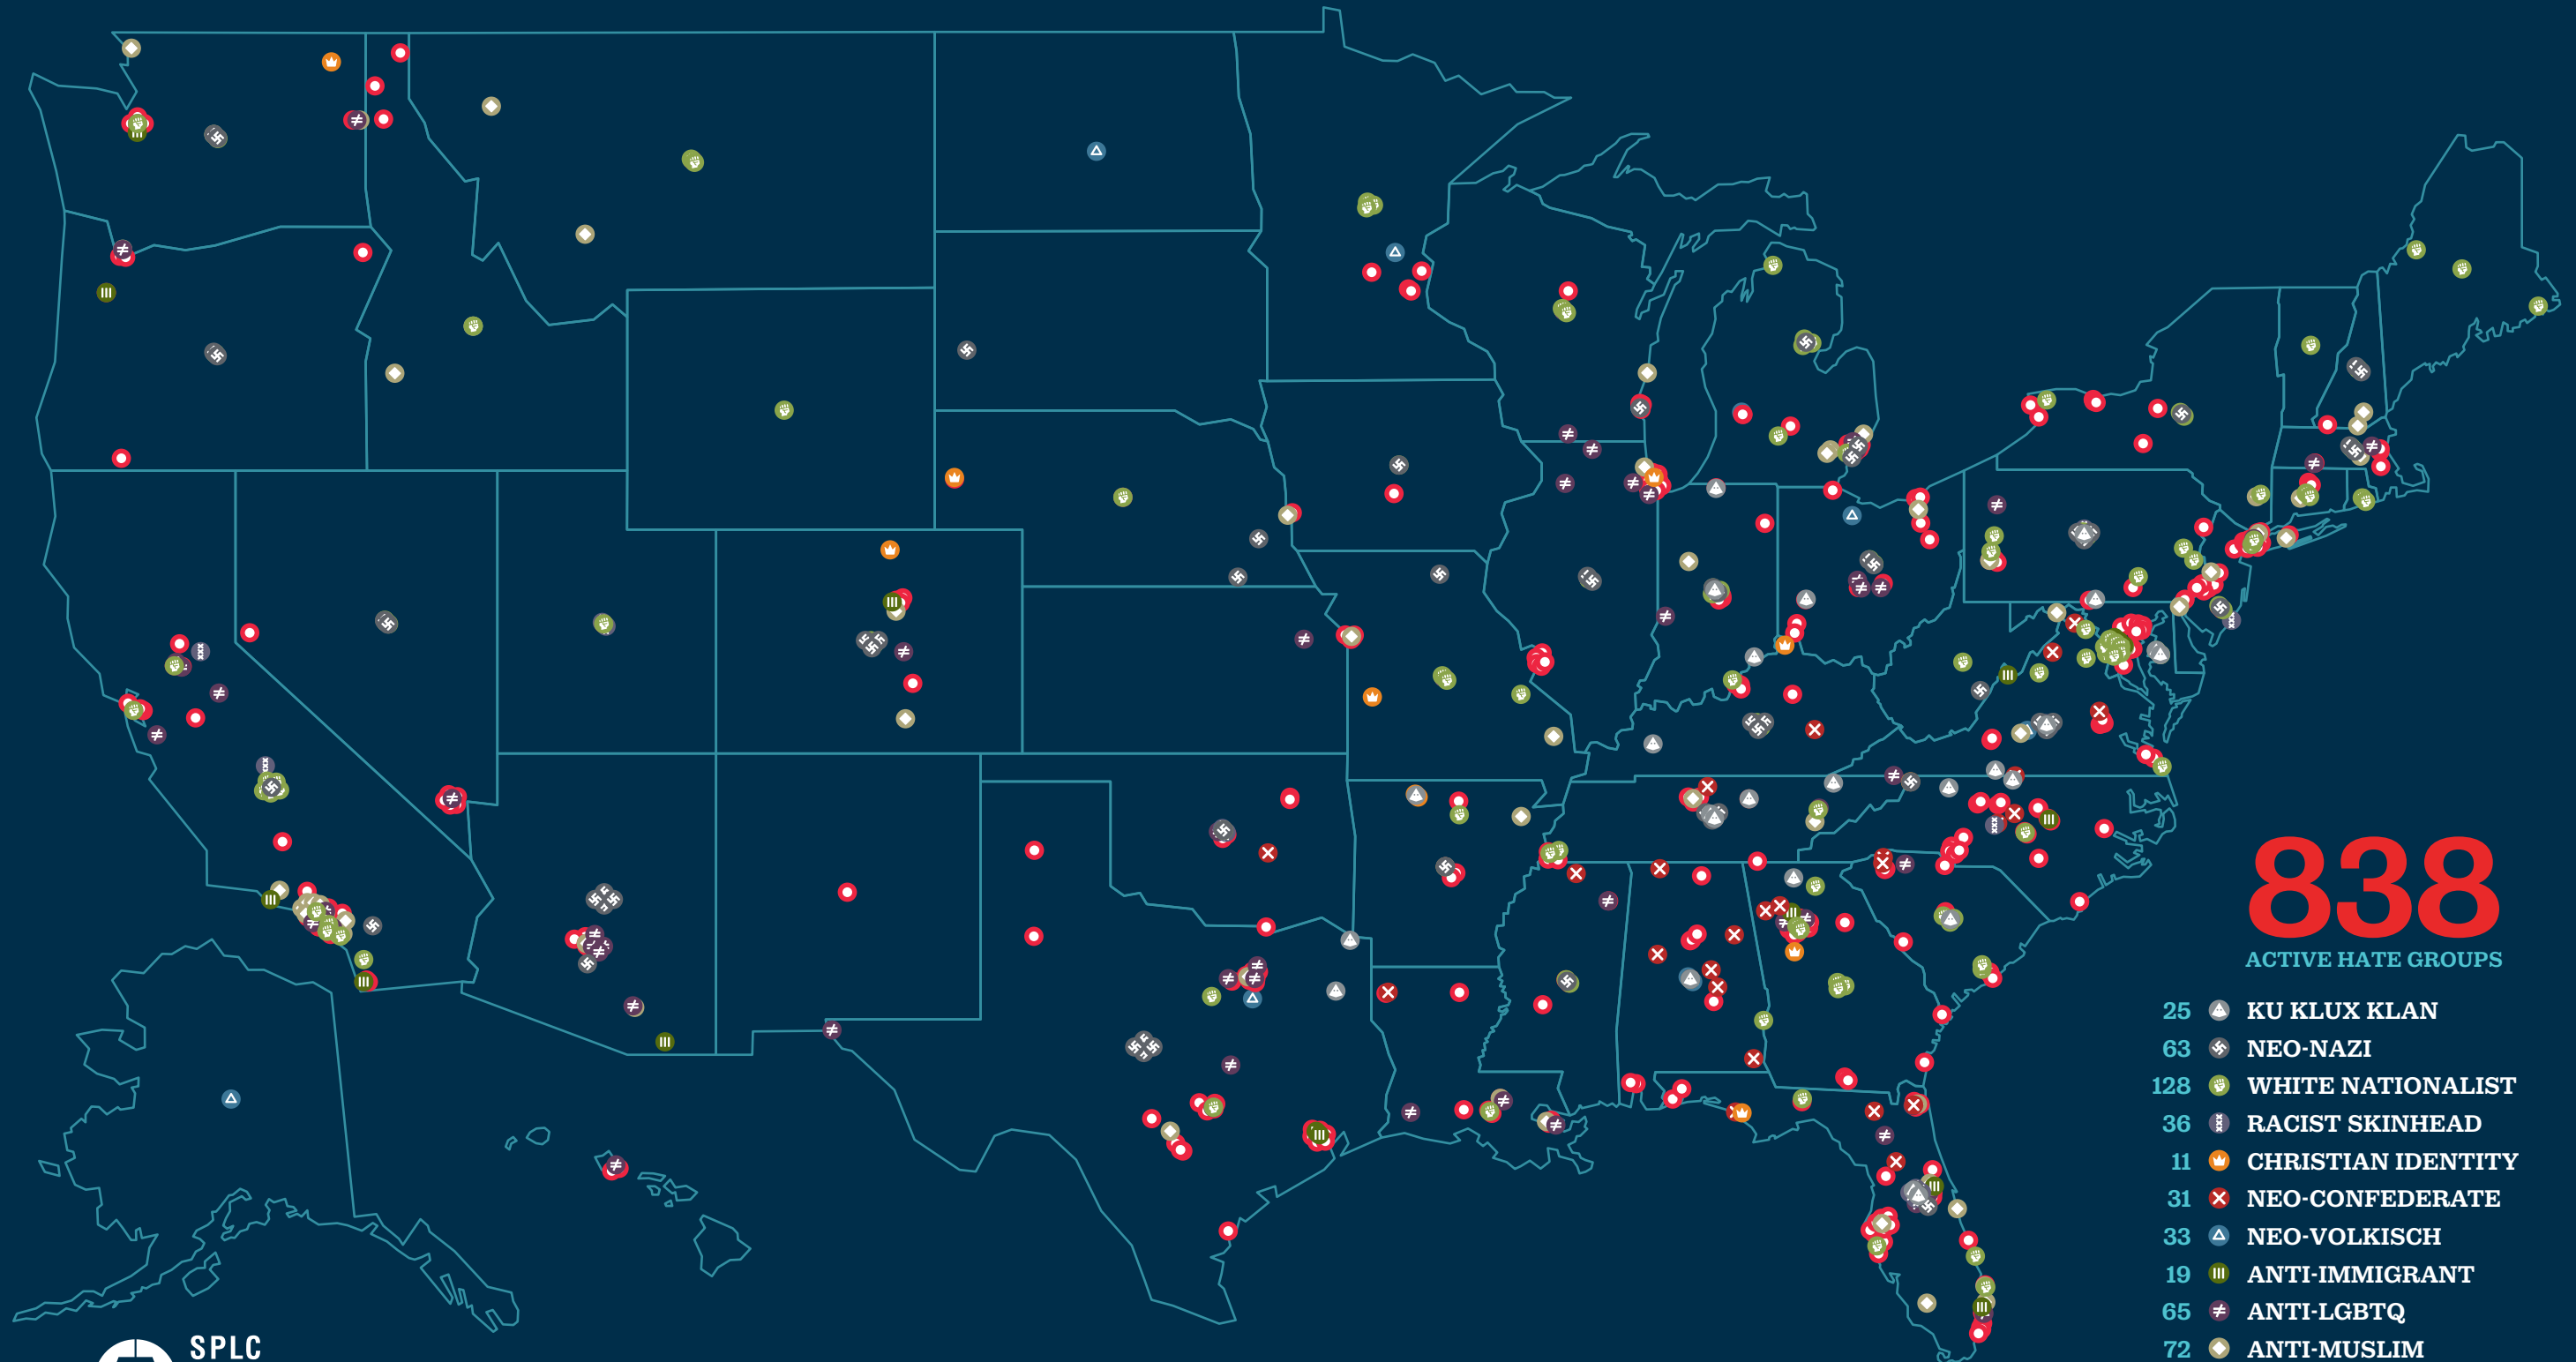 838
ACTIVE HATE GROUPS
25 KU KLUX KLAN
63 NEO-NAZI
128 WHITE NATIONALIST
36 RACIST SKINHEAD
11 CHRISTIAN IDENTITY
31 NEO-CONFEDERATE
33 NEO-VOLKISCH
19 ANTI-IMMIGRANT
65 ANTI-LGBTQ
72 ANTI-MUSLIM
SPLC